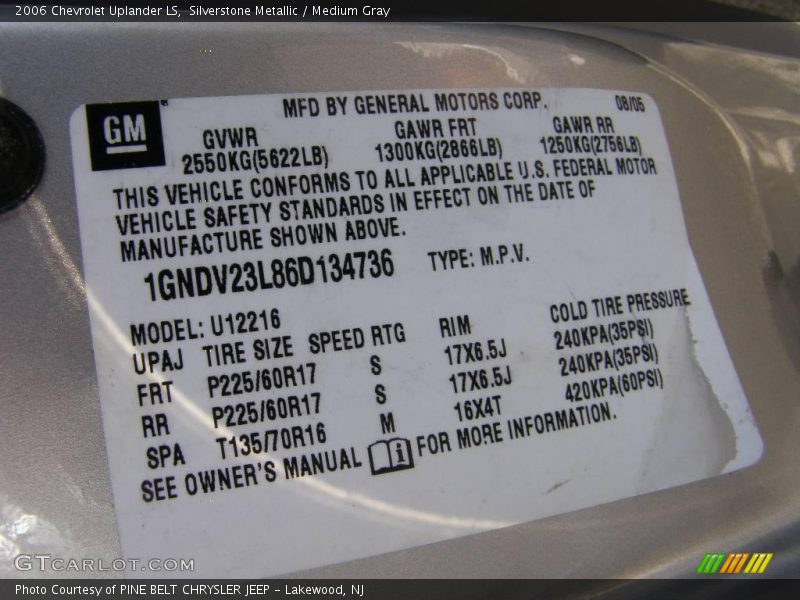 2006 Chevrolet Uplander LS, Silverstone Metallic / Medium Gray
GM
MFD BY GENERAL MOTORS CORP. 08/05
GVWR GAWR FRT GAWR RR
2550KG(5622LB) 1300KG(2866LB) 1250KG(2756LB)
THIS VEHICLE CONFORMS TO ALL APPLICABLE U.S. FEDERAL MOTOR
VEHICLE SAFETY STANDARDS IN EFFECT ON THE DATE OF
MANUFACTURE SHOWN ABOVE.
1GNDV23L86D134736 TYPE: M.P.V.
MODEL: U12216
UPAJ TIRE SIZE SPEED RTG RIM COLD TIRE PRESSURE
FRT P225/60R17 S 17X6.5J 240KPA(35PSI)
RR P225/60R17 S 17X6.5J 240KPA(35PSI)
SPA T135/70R16 M 16X4T 420KPA(60PSI)
SEE OWNER'S MANUAL i FOR MORE INFORMATION.
GTCARLOT.COM
Photo Courtesy of PINE BELT CHRYSLER JEEP - Lakewood, NJ